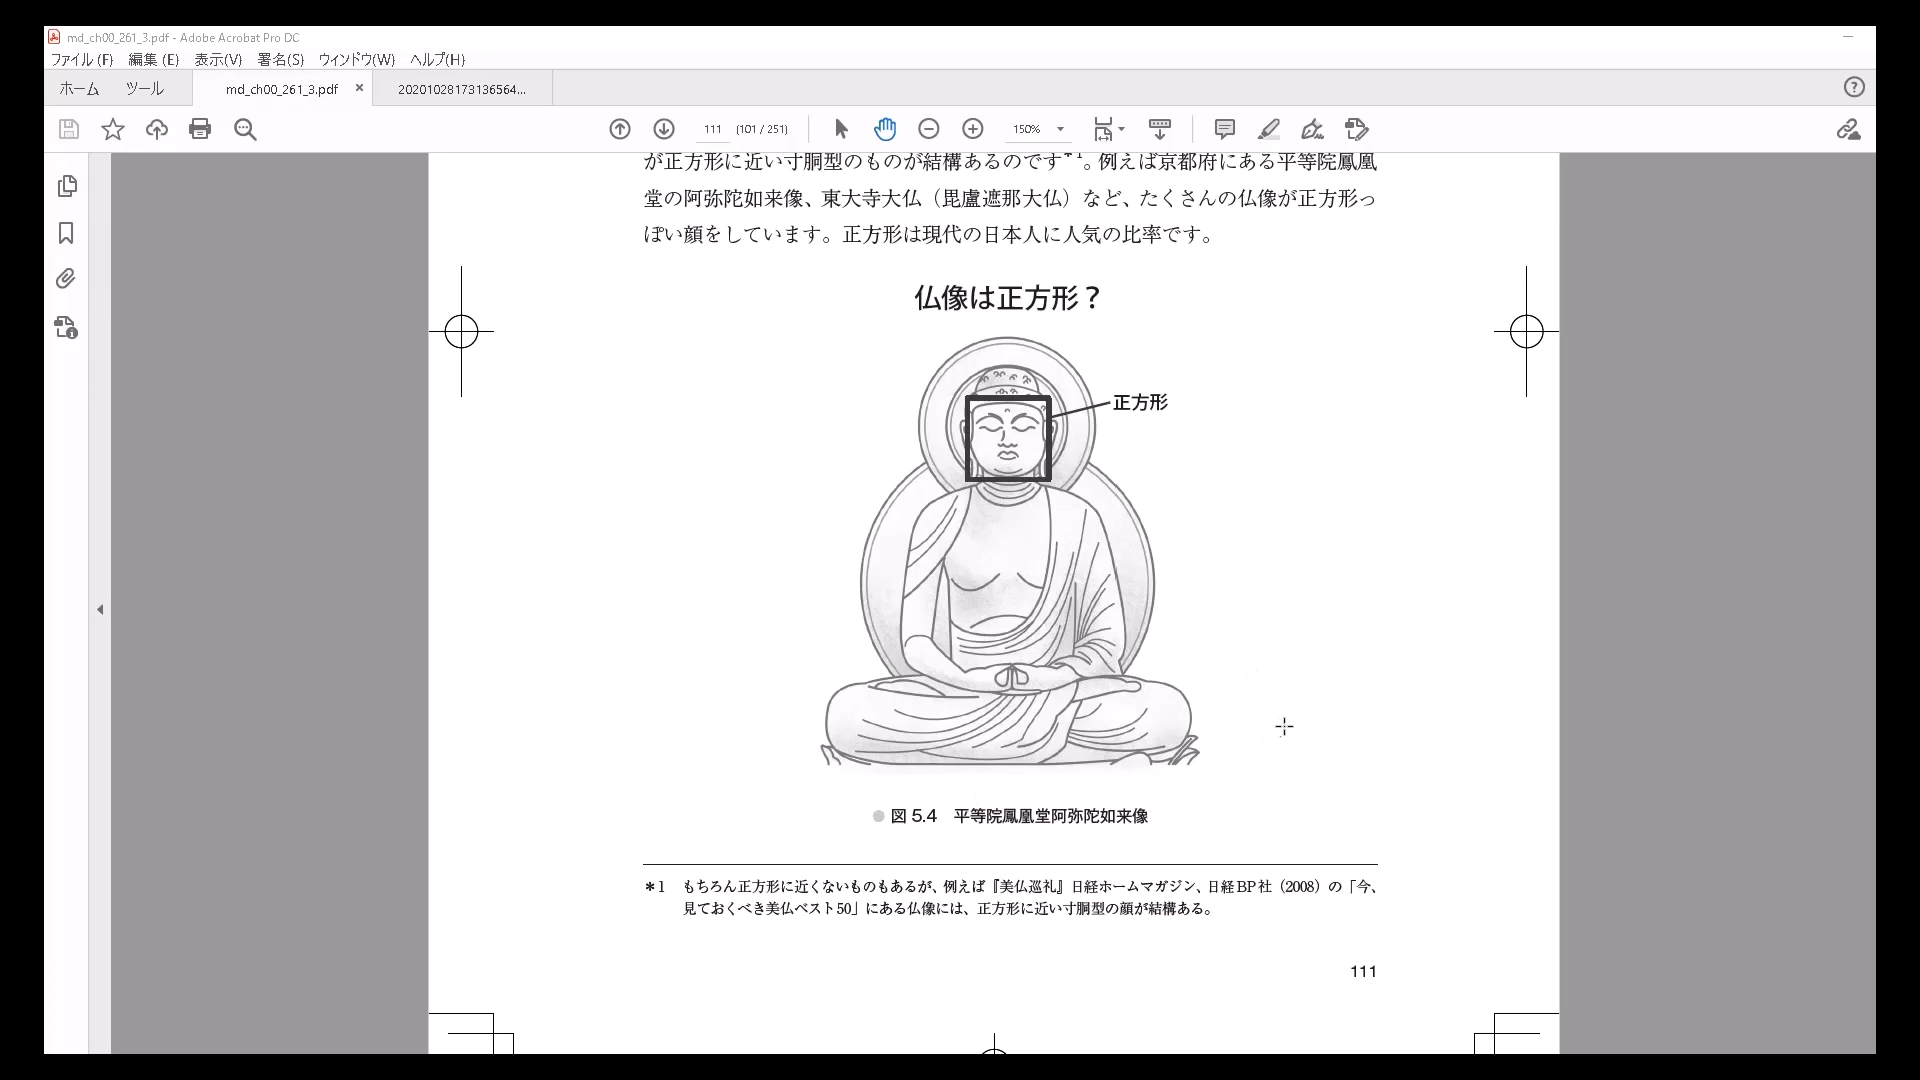 md_ch00_261_3.pdf - Adobe Acrobat Pro DC
ファイル(F) 編集(E) 表示(V) 署名(S) ウィンドウ(W) ヘルプ(H)
ホーム ツール md_ch00_261_3.pdf × 20201028173136564...
111 (101 / 251) 150%
が正方形に近い寸胴型のものが結構あるのです*1。例えば京都府にある平等院鳳凰
堂の阿弥陀如来像、東大寺大仏（毘盧遮那大仏）など、たくさんの仏像が正方形っ
ぽい顔をしています。正方形は現代の日本人に人気の比率です。
仏像は正方形？
正方形
図 5.4 平等院鳳凰堂阿弥陀如来像
＊1 もちろん正方形に近くないものもあるが、例えば『美仏巡礼』日経ホームマガジン、日経BP社（2008）の「今、
見ておくべき美仏ベスト50」にある仏像には、正方形に近い寸胴型の顔が結構ある。
111